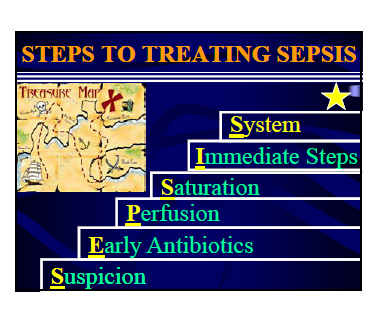 STEPS TO TREATING SEPSIS
TREASURE MAP
System
Immediate Steps
Saturation
Perfusion
Early Antibiotics
Suspicion